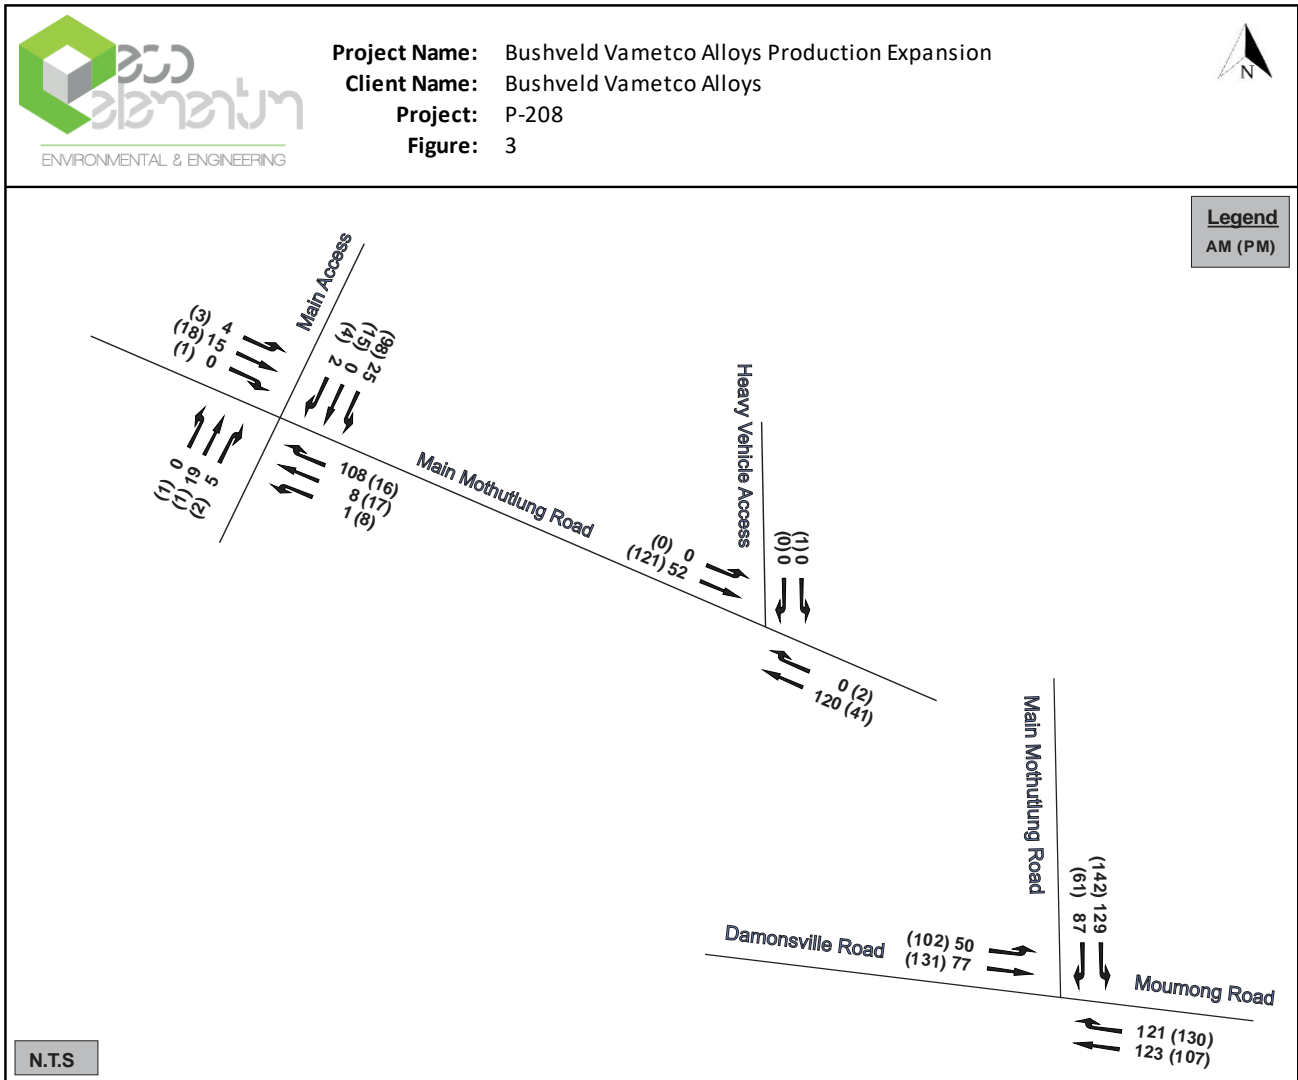 eco
elementum
ENVIRONMENTAL & ENGINEERING
Project Name: Bushveld Vametco Alloys Production Expansion
Client Name: Bushveld Vametco Alloys
Project: P-208
Figure: 3
N
Legend
AM (PM)
Main Access
(3) 4
(18) 15
(1) 0
(98) 25
(15) 0
(4) 2
(1) 0
(1) 19
(2) 5
108 (16)
8 (17)
1 (8)
Main Mothutlung Road
Heavy Vehicle Access
(0) 0
(121) 52
(1) 0
(0) 0
0 (2)
120 (41)
Main Mothutlung Road
(142) 129
(61) 87
Damonsville Road
(102) 50
(131) 77
Moumong Road
121 (130)
123 (107)
N.T.S